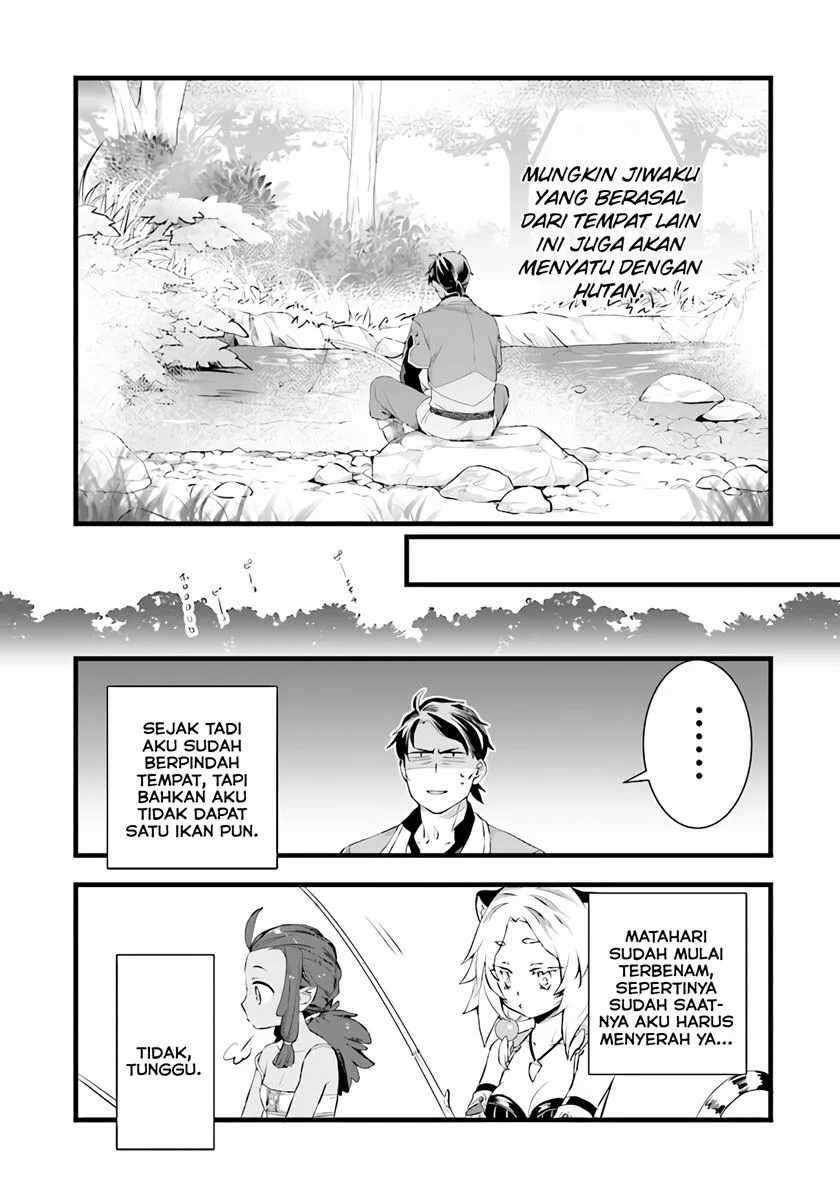 MUNGKIN JIWAKU
YANG BERASAL
DARI TEMPAT LAIN
INI JUGA AKAN
MENYATU DENGAN
HUTAN.
......
SEJAK TADI
AKU SUDAH
BERPINDAH
TEMPAT, TAPI
BAHKAN AKU
TIDAK DAPAT
SATU IKAN PUN.
MATAHARI
SUDAH MULAI
TERBENAM,
SEPERTINYA
SUDAH SAAT-
NYA AKU HARUS
MENYERAH YA...
TIDAK,
TUNGGU.